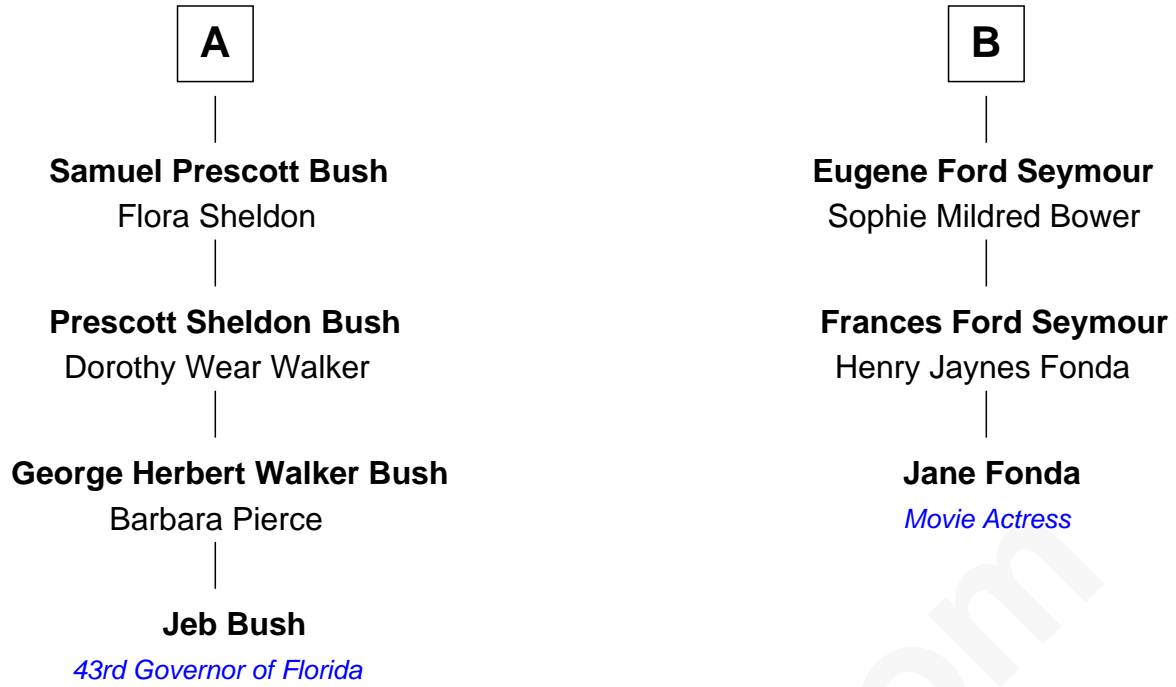 A
Samuel Prescott Bush
Flora Sheldon
Prescott Sheldon Bush
Dorothy Wear Walker
George Herbert Walker Bush
Barbara Pierce
Jeb Bush
43rd Governor of Florida
B
Eugene Ford Seymour
Sophie Mildred Bower
Frances Ford Seymour
Henry Jaynes Fonda
Jane Fonda
Movie Actress
om